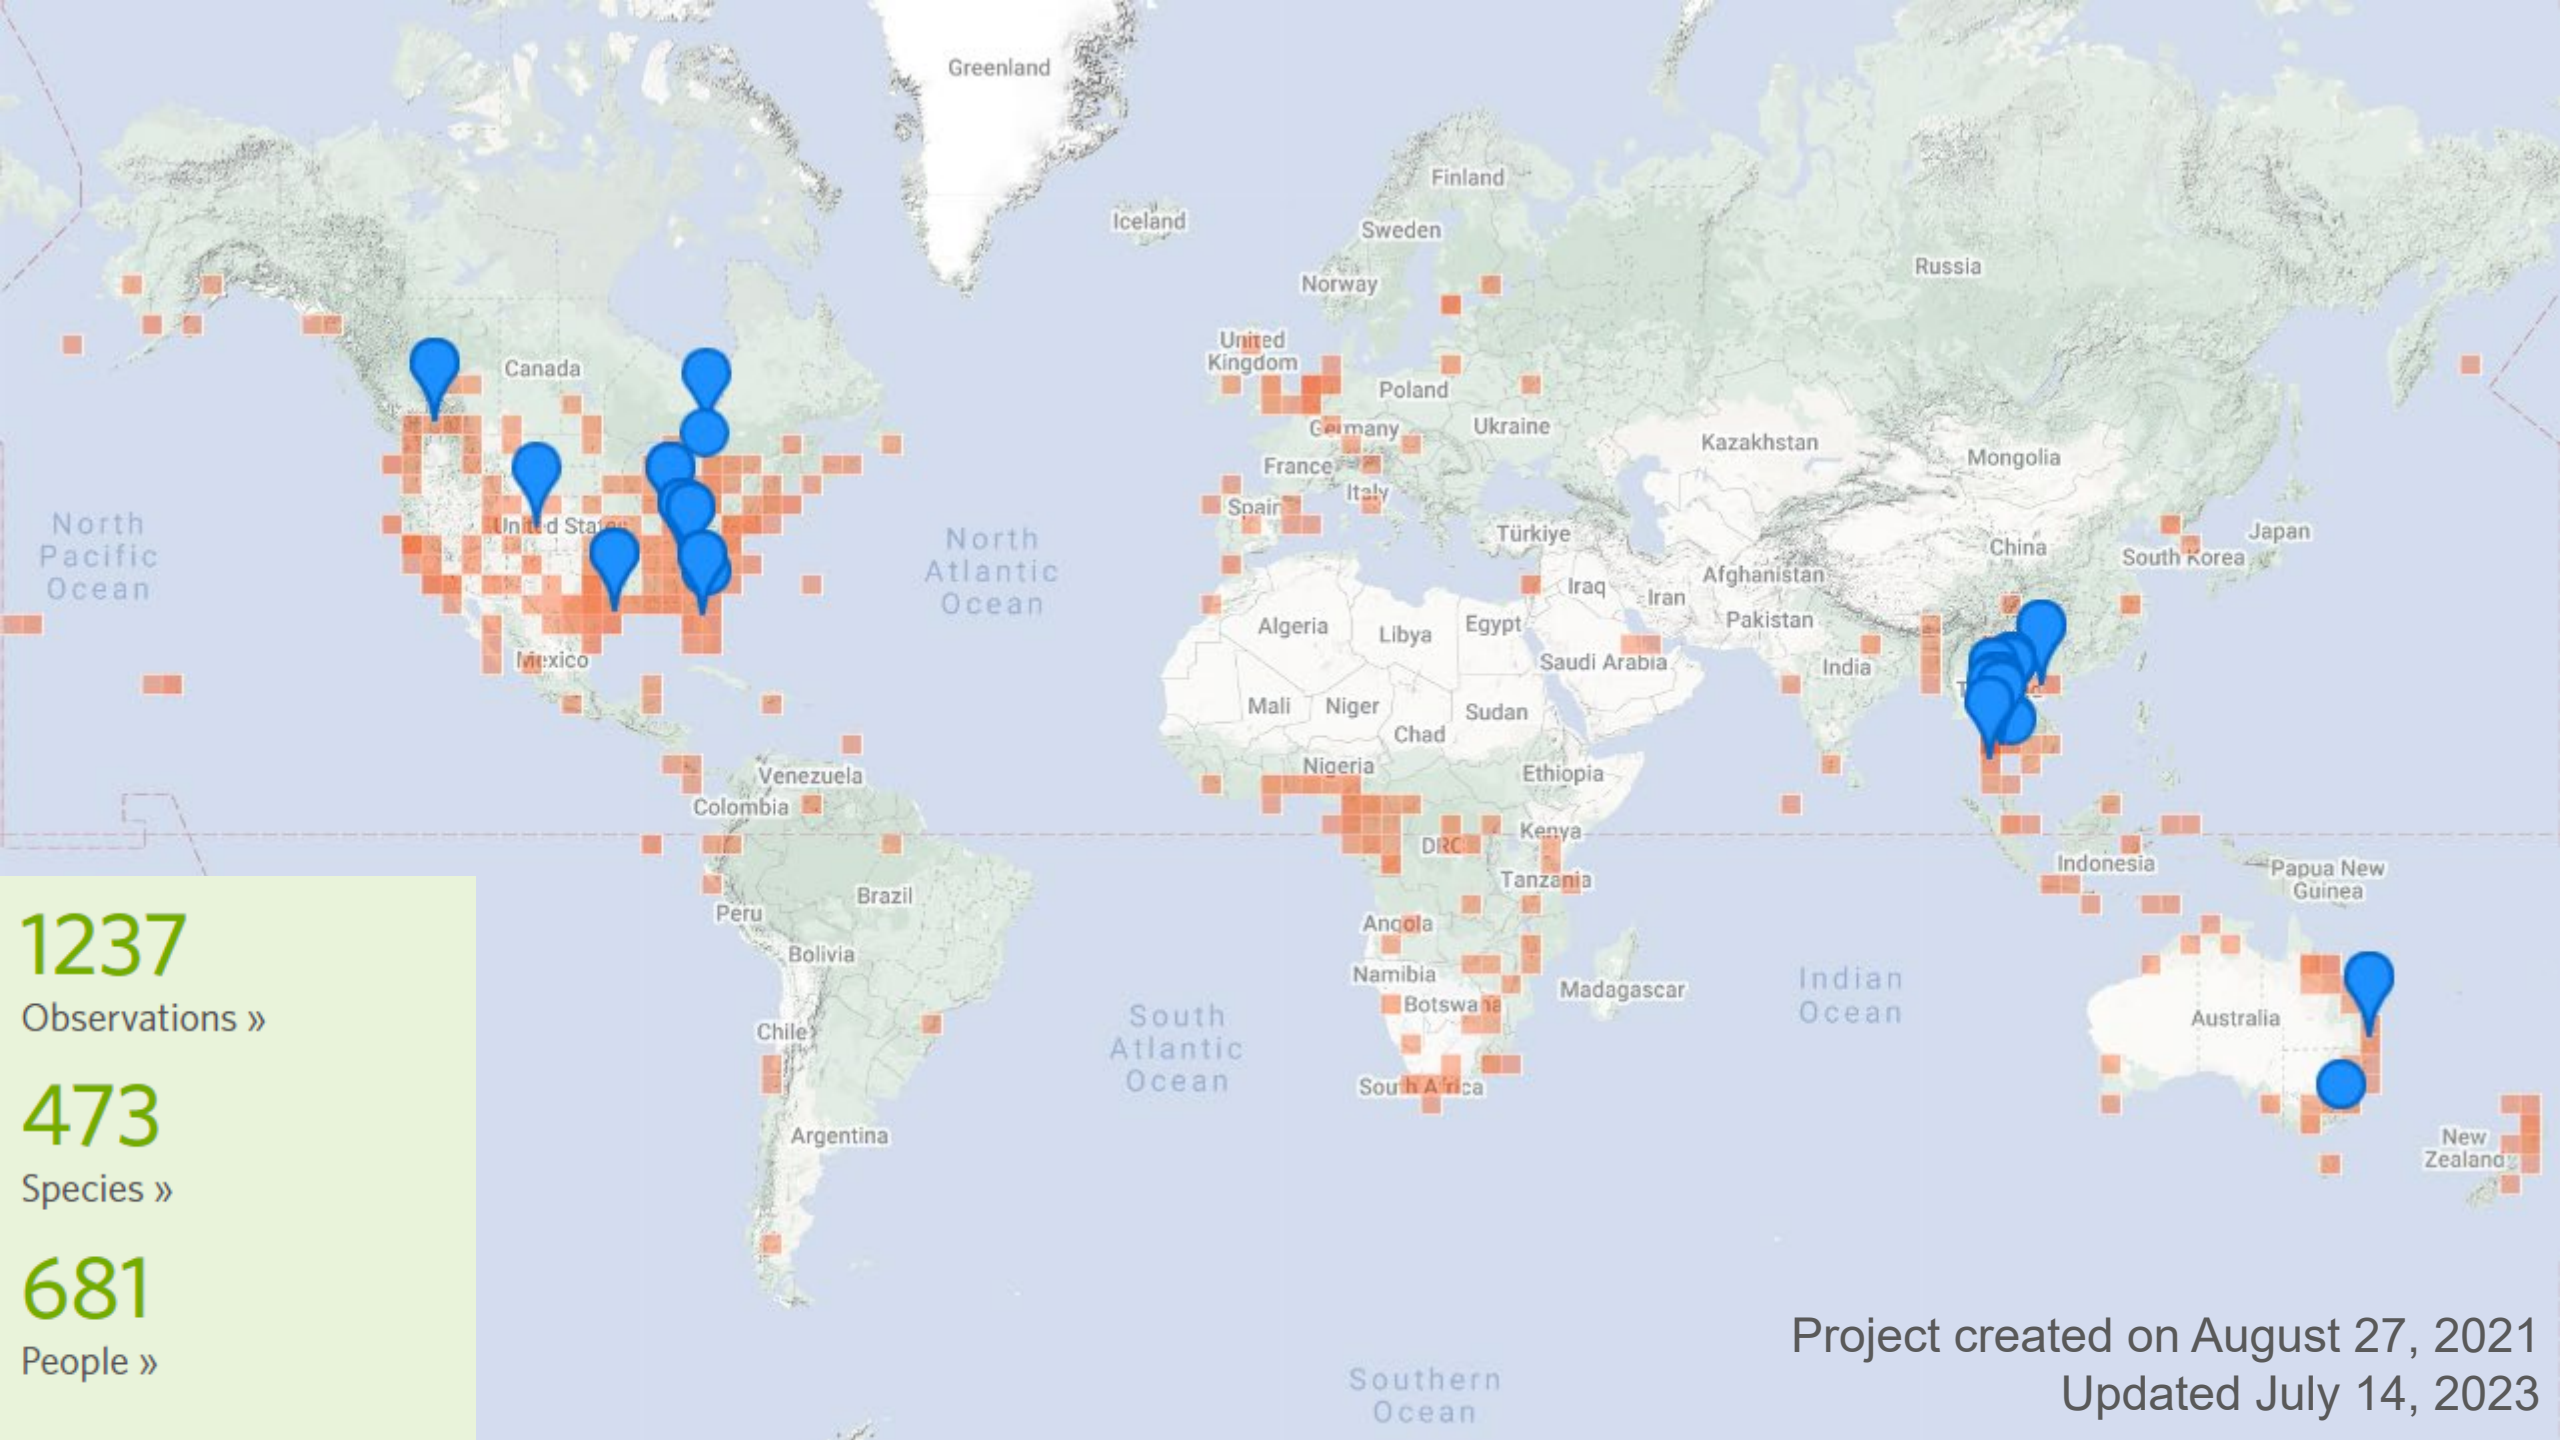 Greenland
Finland
Iceland
Sweden
Russia
Norway
United
Kingdom
Canada
Poland
Germany
Ukraine
Kazakhstan
Mongolia
France
Italy
Spain
United States
North
Pacific
Ocean
North
Atlantic
Ocean
Türkiye
China
Japan
South Korea
Afghanistan
Iraq
Iran
Pakistan
Algeria
Libya
Egypt
Saudi Arabia
India
Mexico
Mali
Niger
Chad
Sudan
Nigeria
Ethiopia
Venezuela
Colombia
DRC
Kenya
Tanzania
Indonesia
Papua New
Guinea
Brazil
Peru
Bolivia
Angola
Namibia
Botswana
Madagascar
Indian
Ocean
Australia
South
Atlantic
Ocean
Chile
South Africa
Argentina
New
Zealand
Southern
Ocean
1237
Observations »
473
Species »
681
People »
Project created on August 27, 2021
Updated July 14, 2023